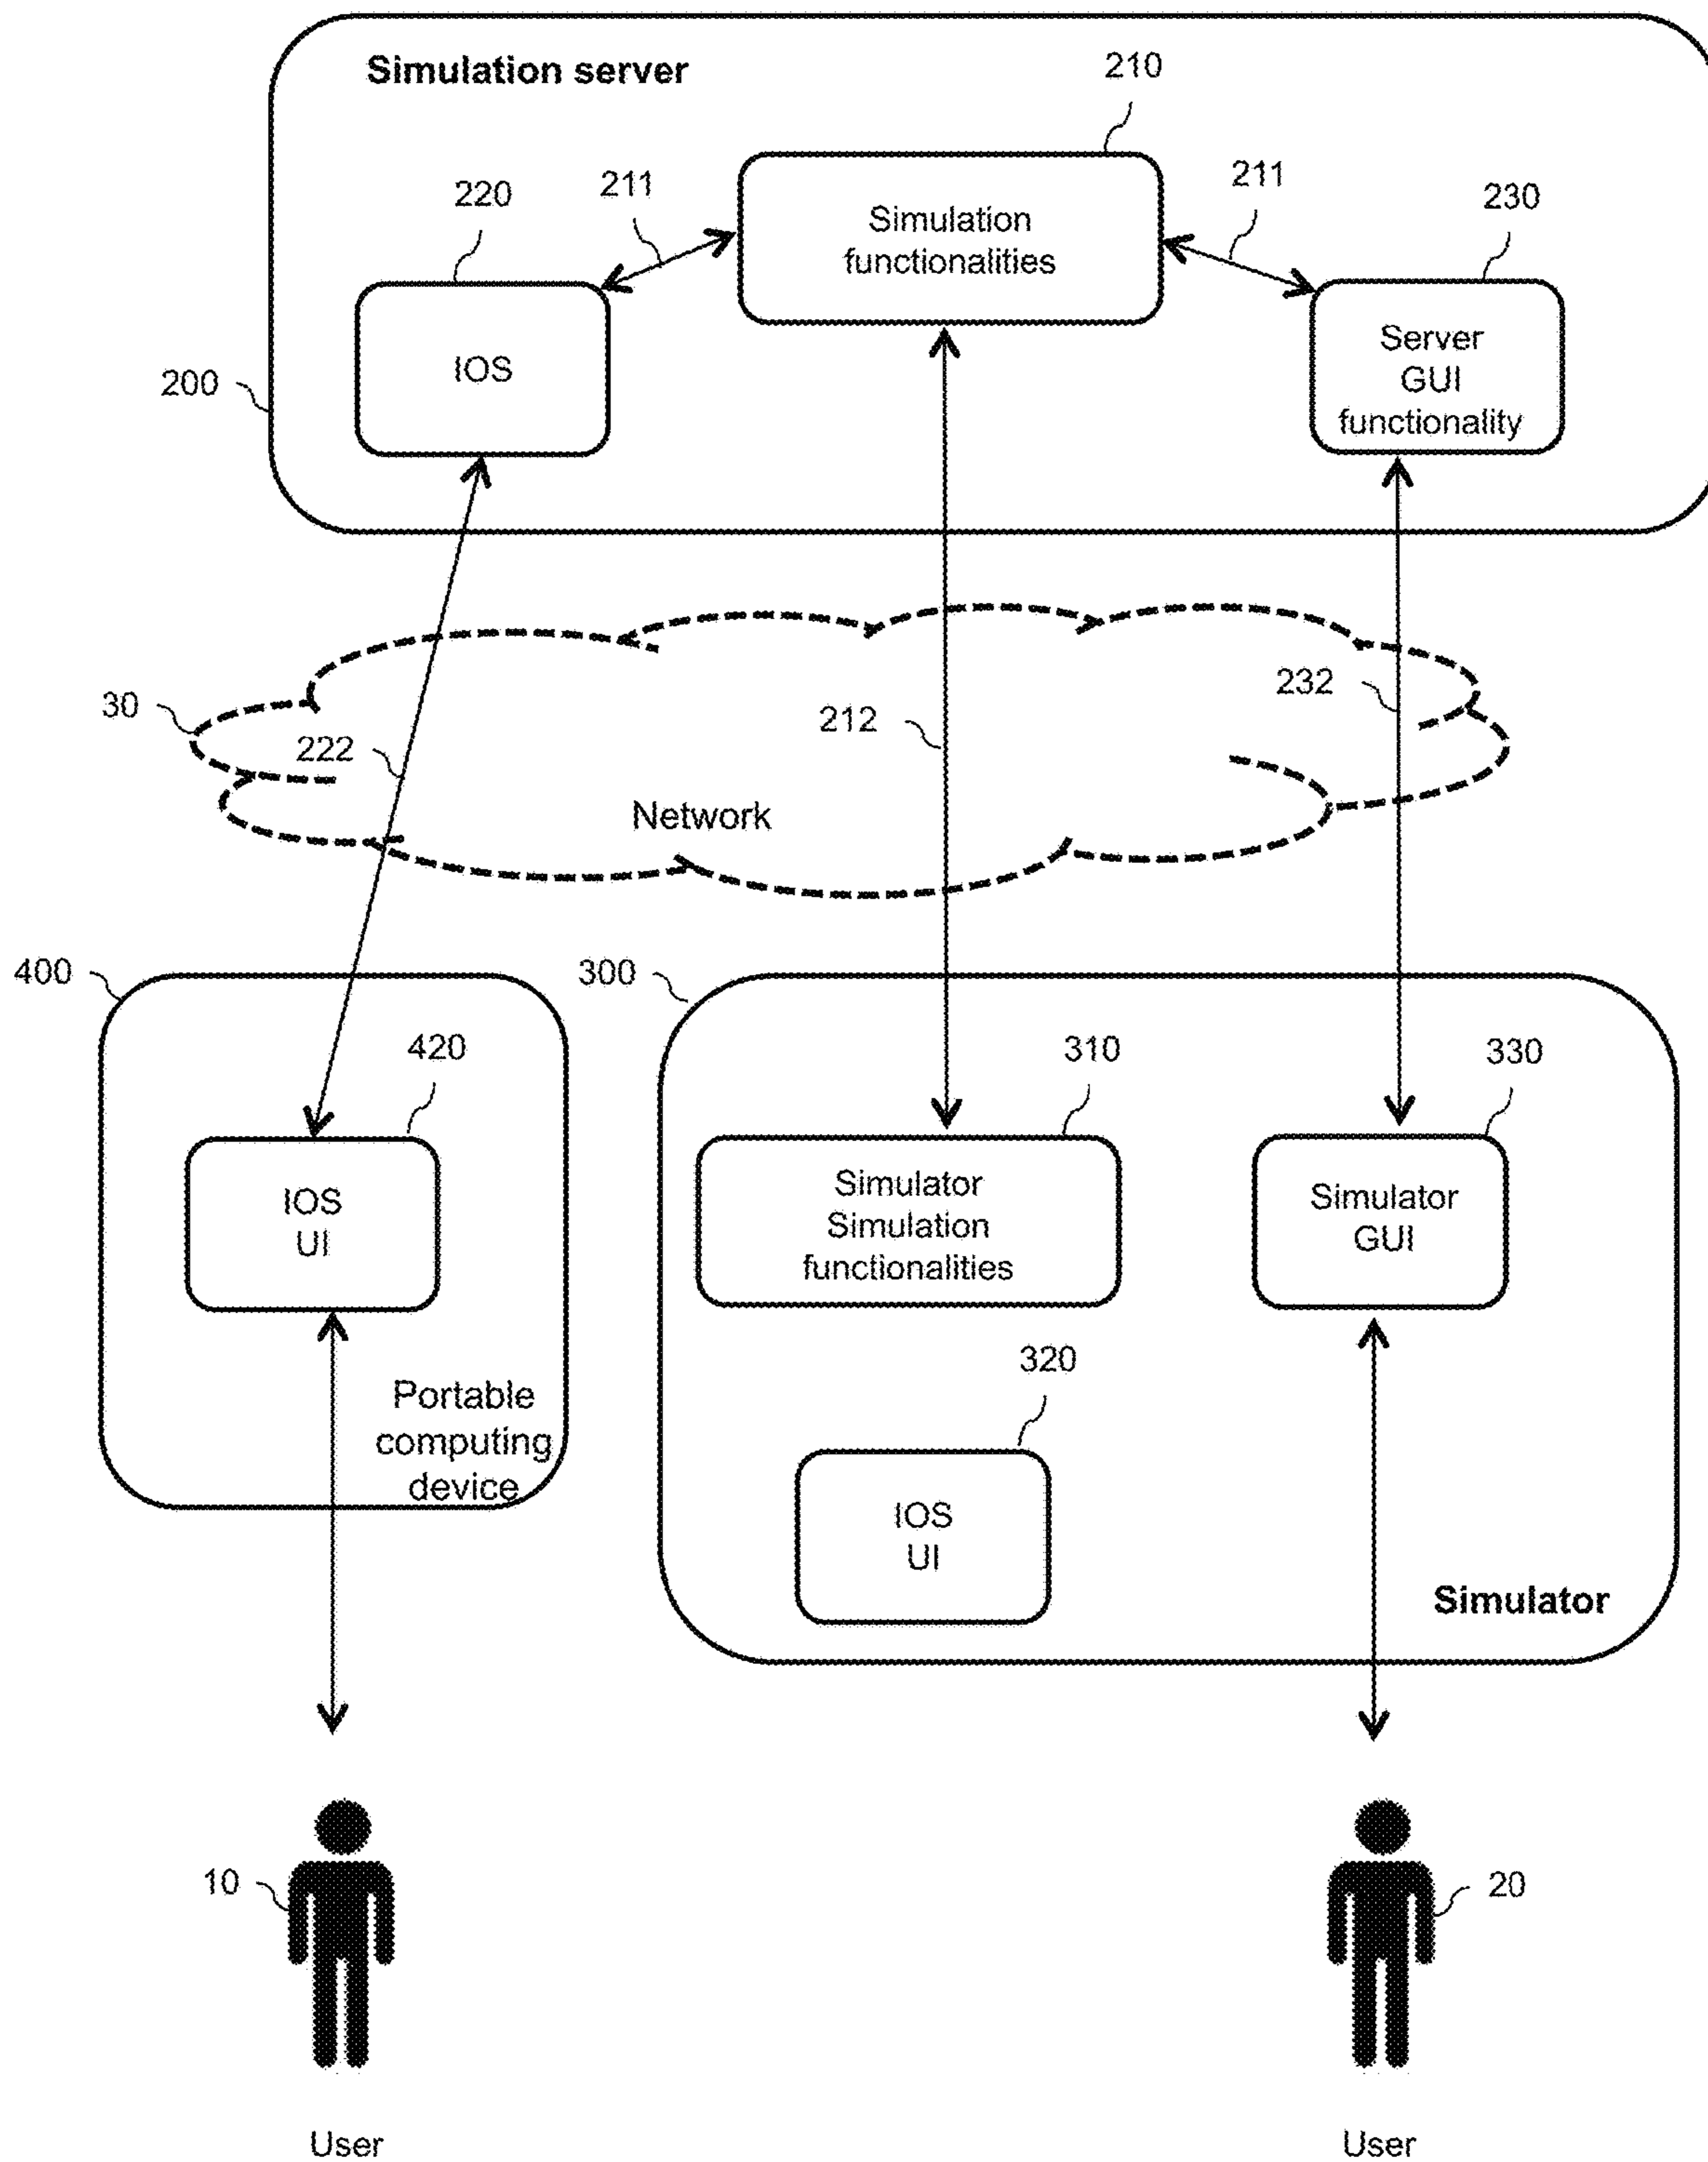 Simulation server
210
220
211
211
230
Simulation
functionalities
IOS
Server
GUI
functionality
200
30
222
212
232
Network
400
300
420
310
330
IOS
UI
Simulator
Simulation
functionalities
Simulator
GUI
320
Portable
computing
device
IOS
UI
Simulator
10
20
User
User